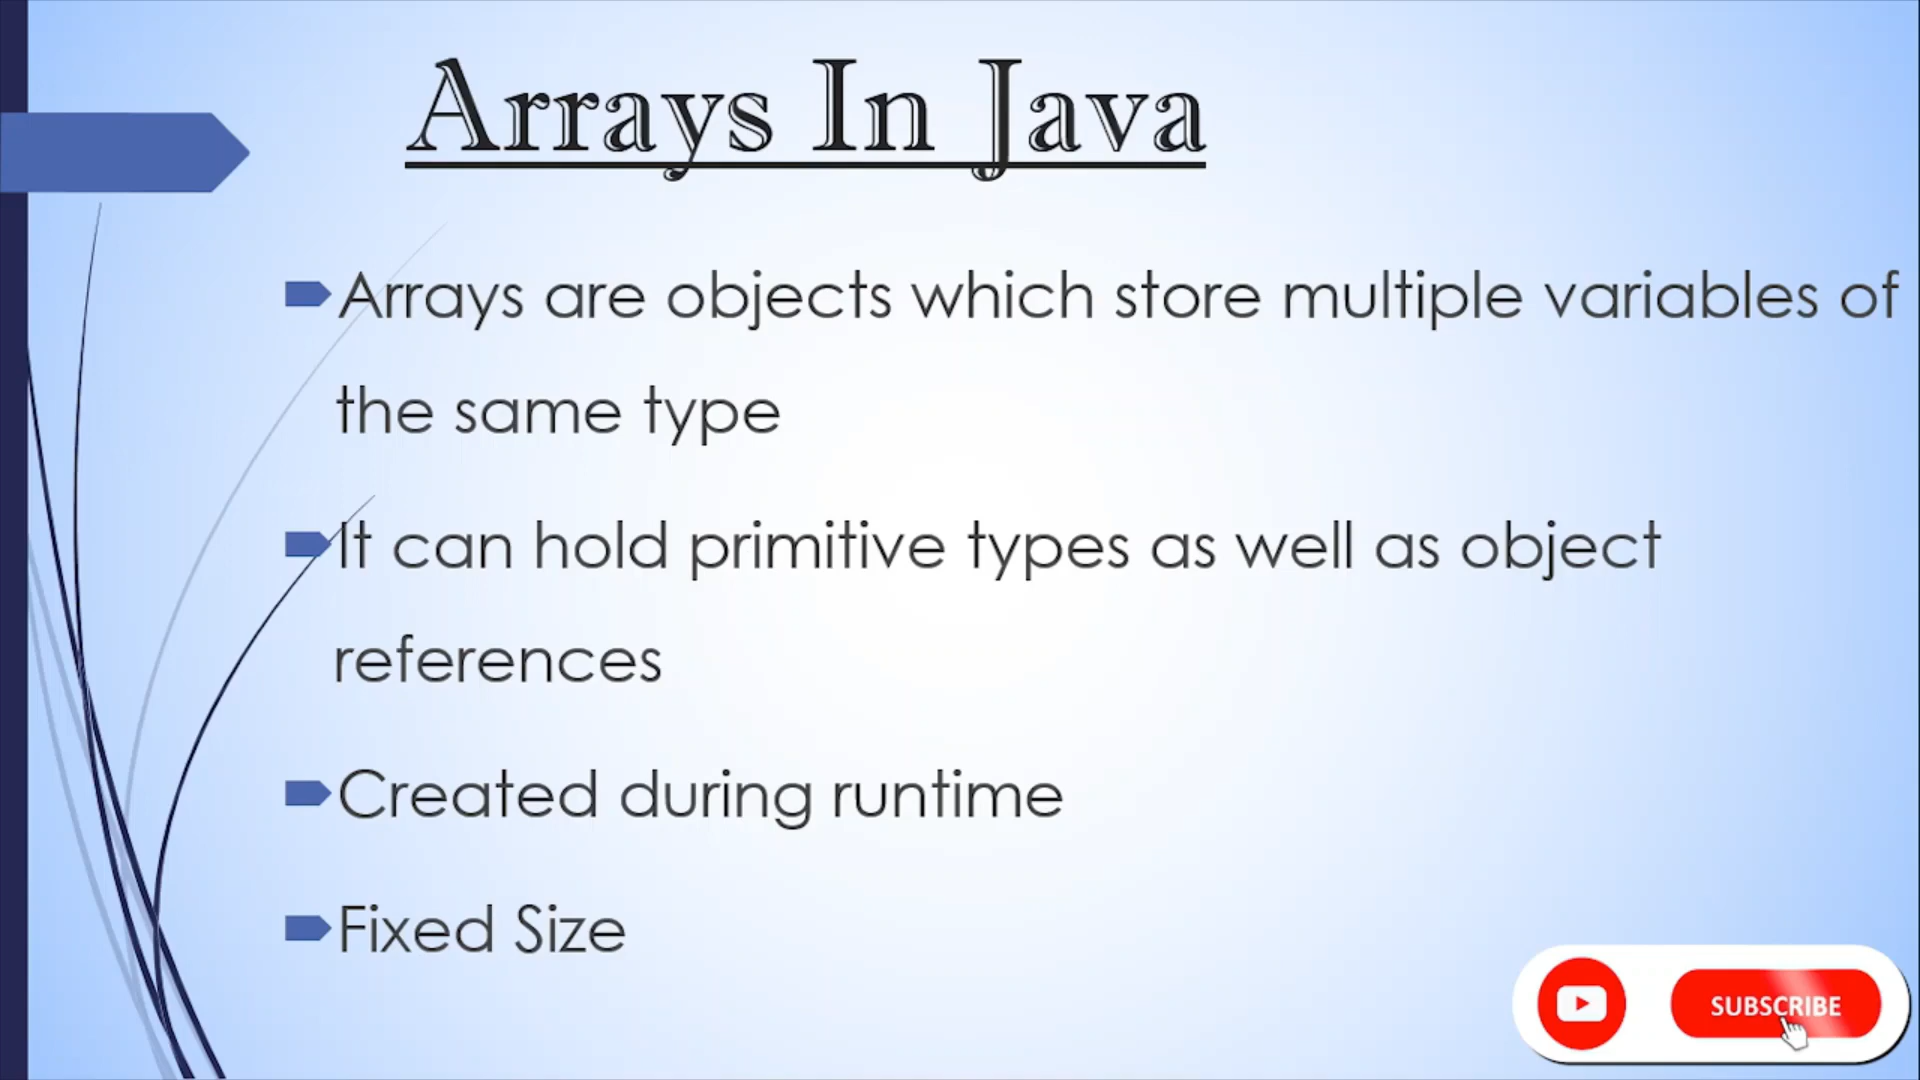 Arrays In Java
Arrays are objects which store multiple variables of
the same type
It can hold primitive types as well as object
references
Created during runtime
Fixed Size
SUBSCRIBE